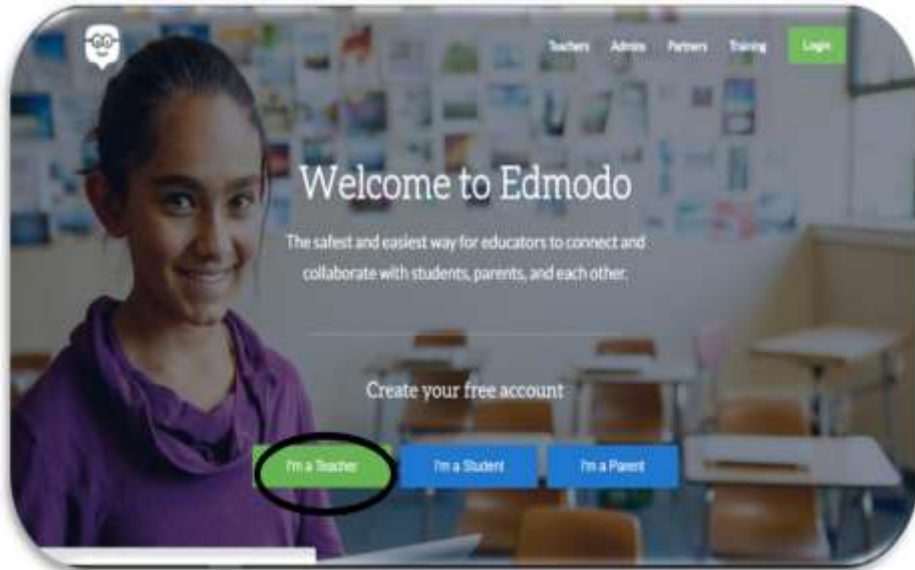 Teachers Admins Partners Training Login
Welcome to Edmodo
The safest and easiest way for educators to connect and
collaborate with students, parents, and each other.
Create your free account
I'm a Teacher I'm a Student I'm a Parent